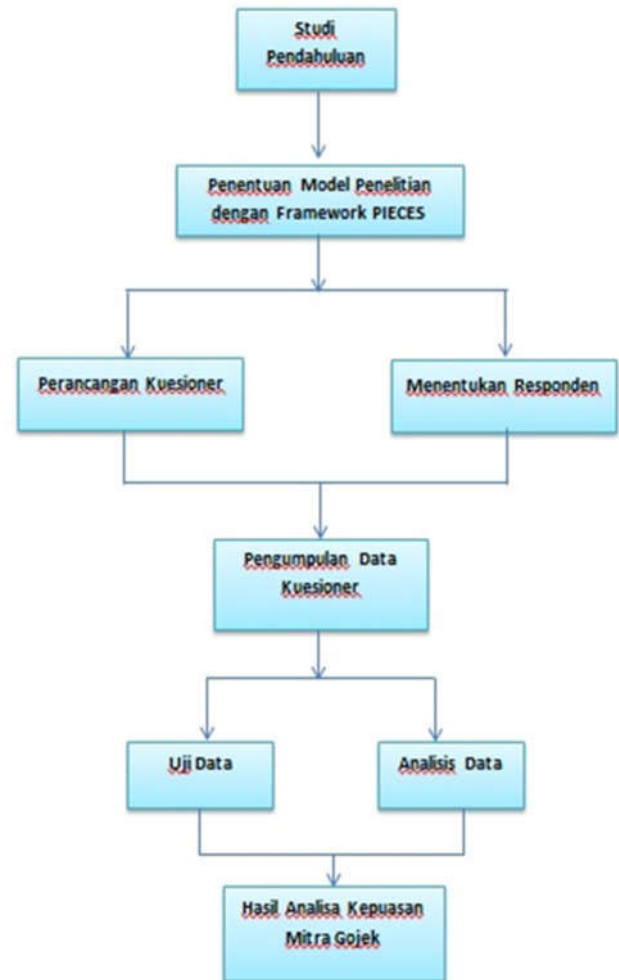 Studi
Pendahuluan
Penentuan Model Penelitian
dengan Framework PIECES
Perancangan Kuesioner
Menentukan Responden
Pengumpulan Data
Kuesioner
Uji Data
Analisis Data
Hasil Analisa Kepuasan
Mitra Gojek